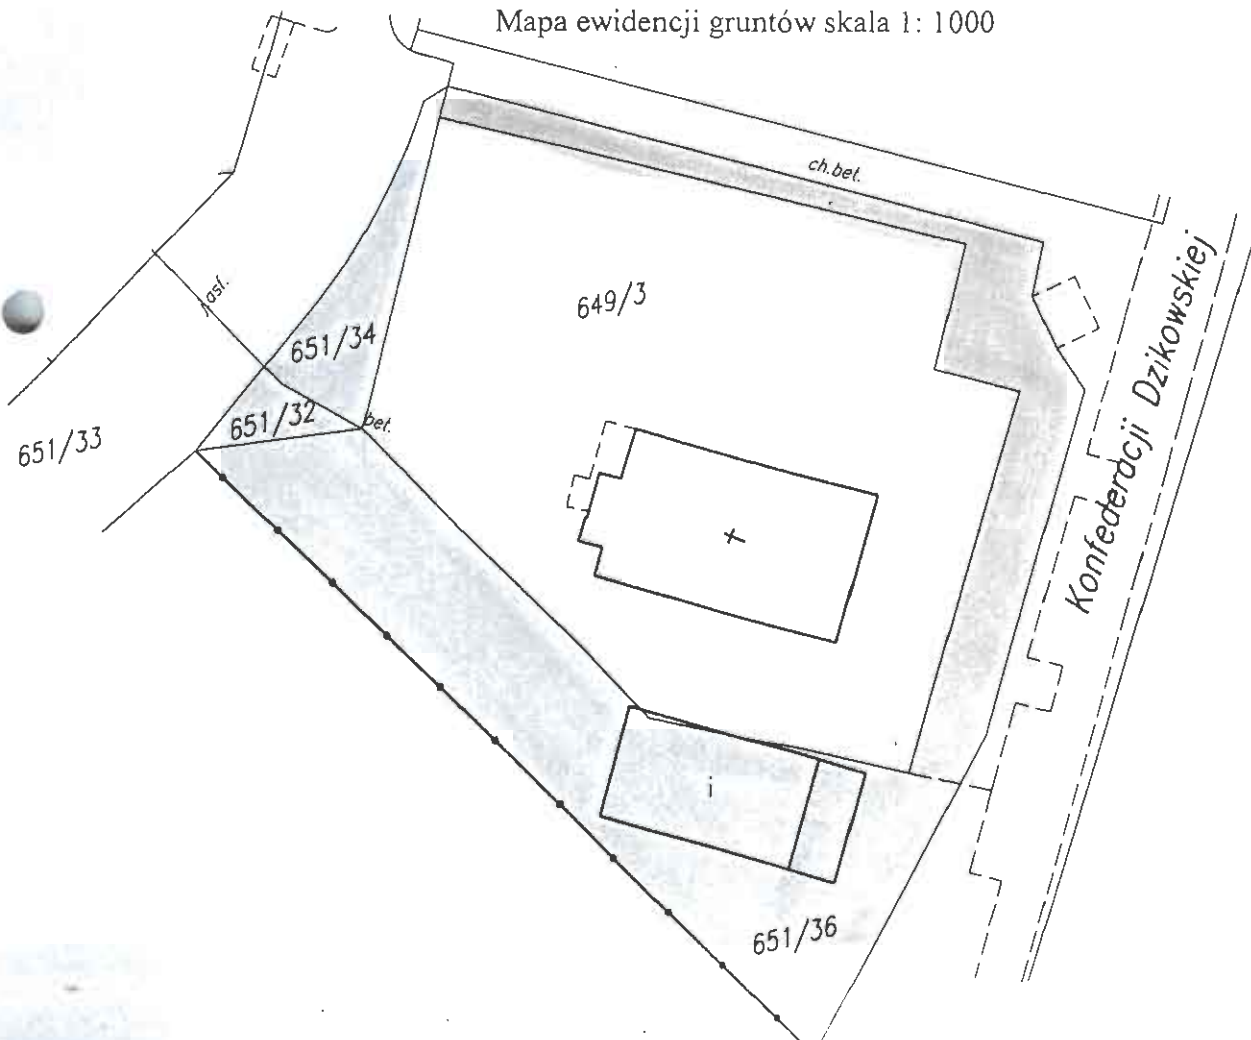 Mapa ewidencji gruntów skala 1: 1000
ch.bet.
649/3
651/34
651/32
bet.
651/33
Konfederacji Dzikowskiej
i
651/36